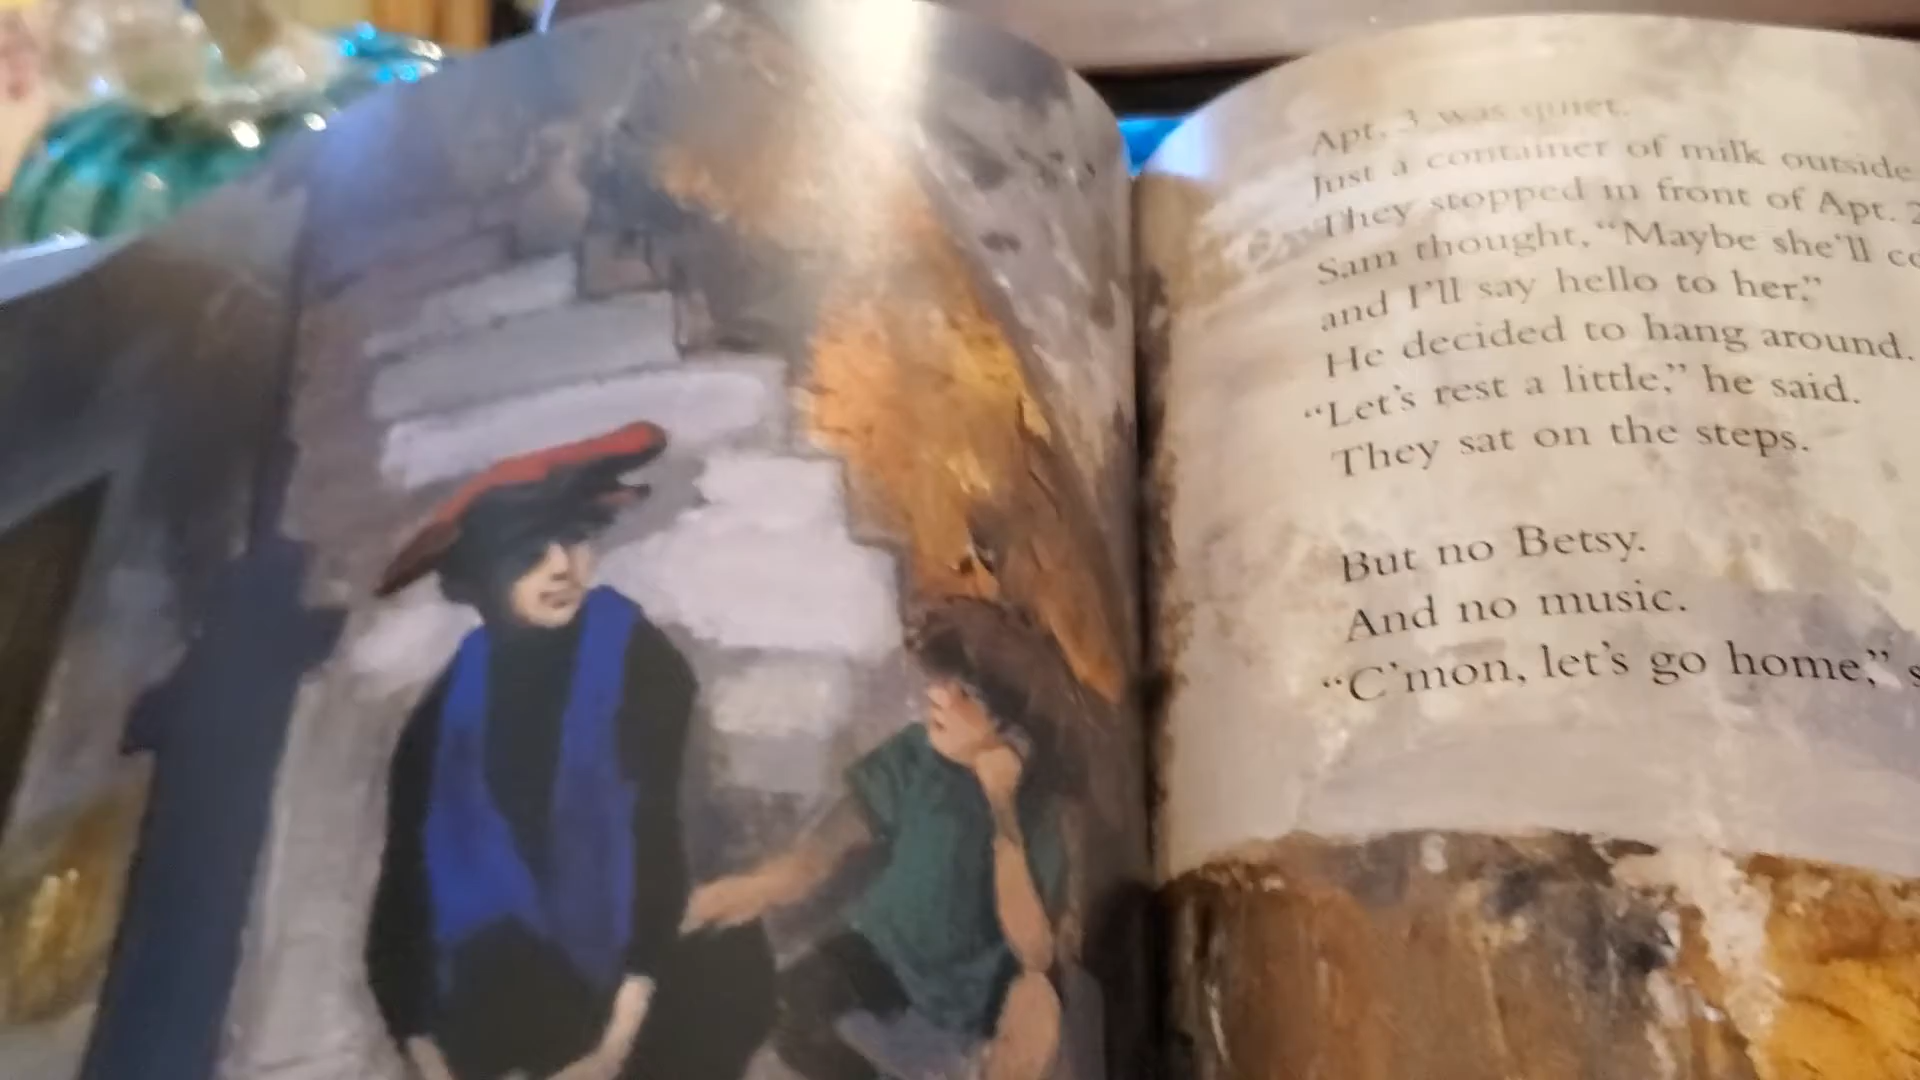 Apt. 3 was quiet.
Just a container of milk outside
They stopped in front of Apt. 2
Sam thought, “Maybe she’ll
and I’ll say hello to her.”
He decided to hang around.
“Let’s rest a little,” he said.
They sat on the steps.
But no Betsy.
And no music.
“C’mon, let’s go home,”